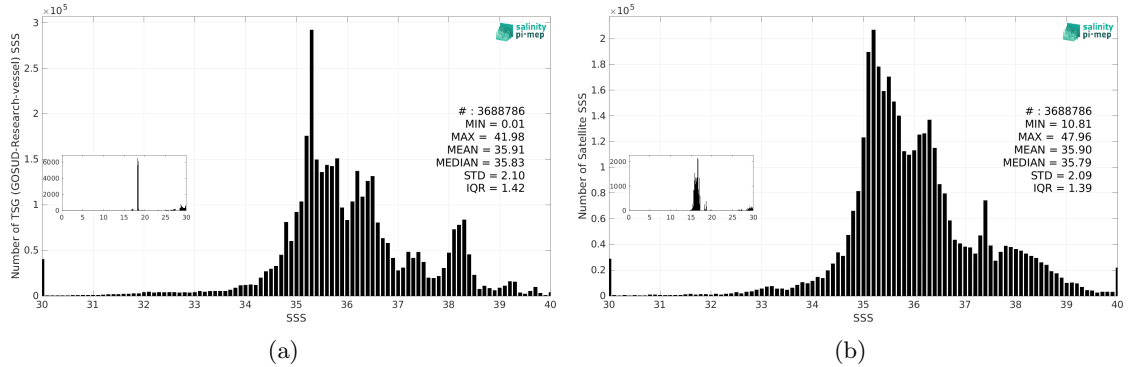 3
2.5
2
1.5
1
0.5
0
×10⁵
30 31 32 33 34 35 36 37 38 39 40
SSS
Number of TSG (GOSUD-Research-vessel) SSS
salinity
pi-mep
# : 3688786
MIN = 0.01
MAX = 41.98
MEAN = 35.91
MEDIAN = 35.83
STD = 2.10
IQR = 1.42
6000
4000
2000
0
0 5 10 15 20 25 30
(a)
2
1.8
1.6
1.4
1.2
1
0.8
0.6
0.4
0.2
0
×10⁵
30 31 32 33 34 35 36 37 38 39 40
SSS
Number of Satellite SSS
salinity
pi-mep
# : 3688786
MIN = 10.81
MAX = 47.96
MEAN = 35.90
MEDIAN = 35.79
STD = 2.09
IQR = 1.39
2000
1000
0
0 5 10 15 20 25 30
(b)